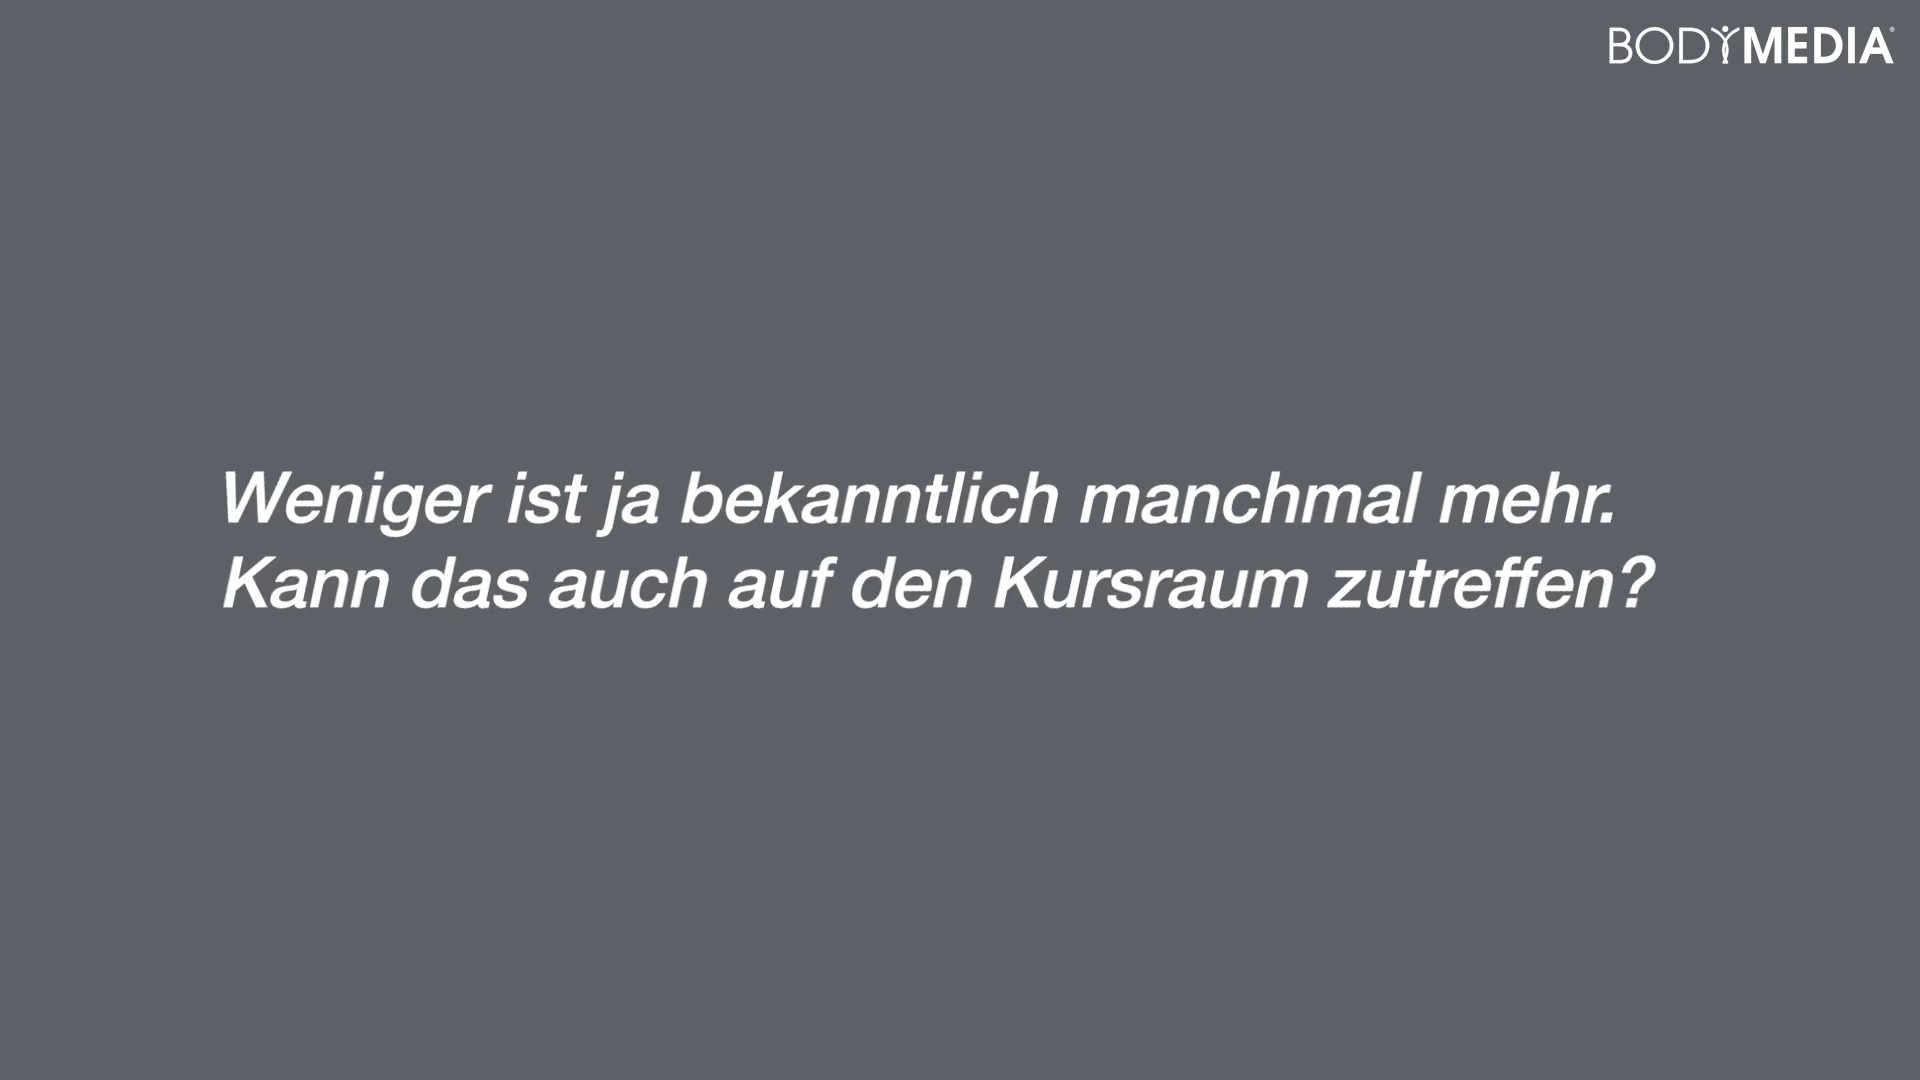 BODYMEDIA
Weniger ist ja bekanntlich manchmal mehr.
Kann das auch auf den Kursraum zutreffen?